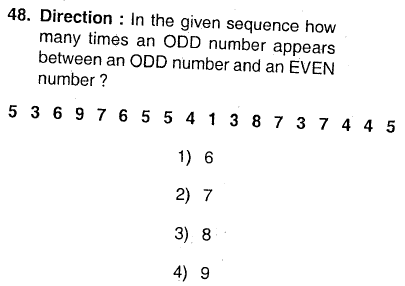 48. Direction : In the given sequence how
many times an ODD number appears
between an ODD number and an EVEN
number ?
5 3 6 9 7 6 5 5 4 1 3 8 7 3 7 4 4 5
1) 6
2) 7
3) 8
4) 9